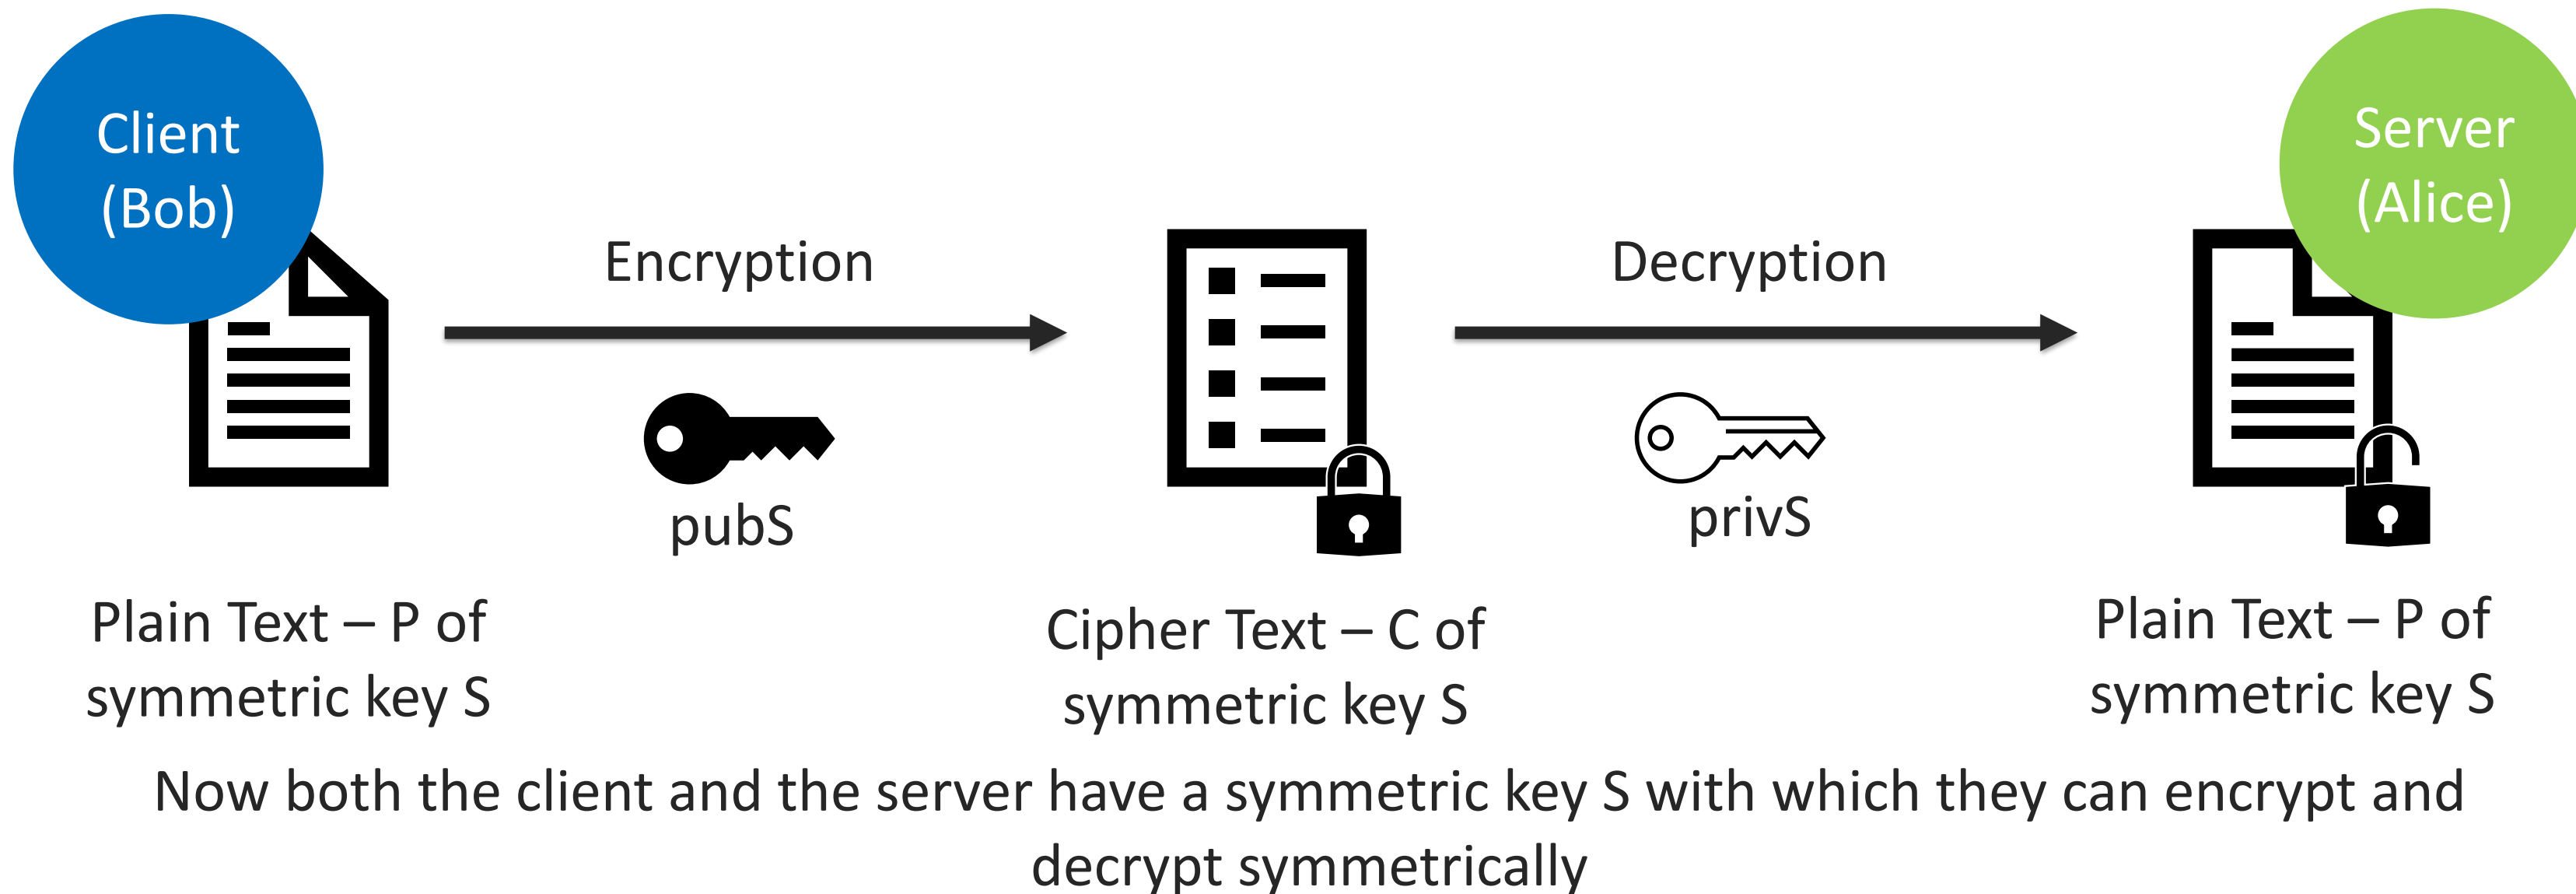 Client
(Bob)
Server
(Alice)
Encryption
Decryption
pubS
privS
Plain Text – P of
symmetric key S
Cipher Text – C of
symmetric key S
Plain Text – P of
symmetric key S
Now both the client and the server have a symmetric key S with which they can encrypt and
decrypt symmetrically